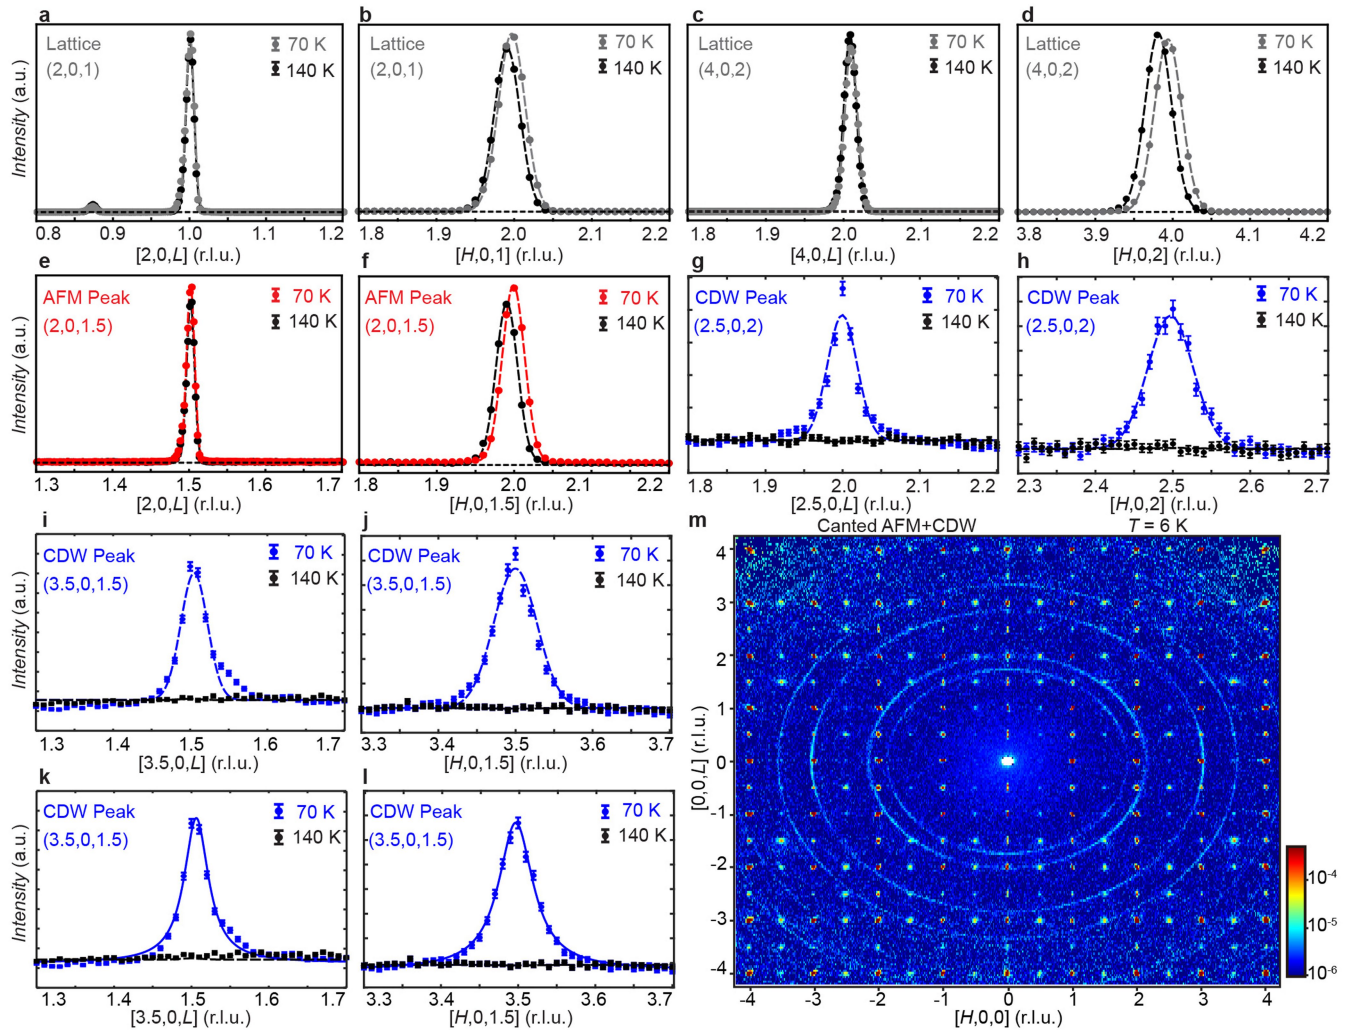 a
b
c
d
Lattice
(2,0,1)
70 K
140 K
Lattice
(2,0,1)
70 K
140 K
Lattice
(4,0,2)
70 K
140 K
Lattice
(4,0,2)
70 K
140 K
Intensity (a.u.)
0.8 0.9 1.0 1.1 1.2
1.8 1.9 2.0 2.1 2.2
1.8 1.9 2.0 2.1 2.2
3.8 3.9 4.0 4.1 4.2
[2,0,L] (r.l.u.)
[H,0,1] (r.l.u.)
[4,0,L] (r.l.u.)
[H,0,2] (r.l.u.)
e
f
g
h
AFM Peak
(2,0,1.5)
70 K
140 K
AFM Peak
(2,0,1.5)
70 K
140 K
CDW Peak
(2.5,0,2)
70 K
140 K
CDW Peak
(2.5,0,2)
70 K
140 K
Intensity (a.u.)
1.3 1.4 1.5 1.6 1.7
1.8 1.9 2.0 2.1 2.2
1.8 1.9 2.0 2.1 2.2
2.3 2.4 2.5 2.6 2.7
[2,0,L] (r.l.u.)
[H,0,1.5] (r.l.u.)
[2.5,0,L] (r.l.u.)
[H,0,2] (r.l.u.)
i
j
CDW Peak
(3.5,0,1.5)
70 K
140 K
CDW Peak
(3.5,0,1.5)
70 K
140 K
Intensity (a.u.)
1.3 1.4 1.5 1.6 1.7
3.3 3.4 3.5 3.6 3.7
[3.5,0,L] (r.l.u.)
[H,0,1.5] (r.l.u.)
k
l
CDW Peak
(3.5,0,1.5)
70 K
140 K
CDW Peak
(3.5,0,1.5)
70 K
140 K
Intensity (a.u.)
1.3 1.4 1.5 1.6 1.7
3.3 3.4 3.5 3.6 3.7
[3.5,0,L] (r.l.u.)
[H,0,1.5] (r.l.u.)
m
Canted AFM+CDW
T = 6 K
4
3
2
1
0
-1
-2
-3
-4
[0,0,L] (r.l.u.)
-4 -3 -2 -1 0 1 2 3 4
[H,0,0] (r.l.u.)
10-4
10-5
10-6